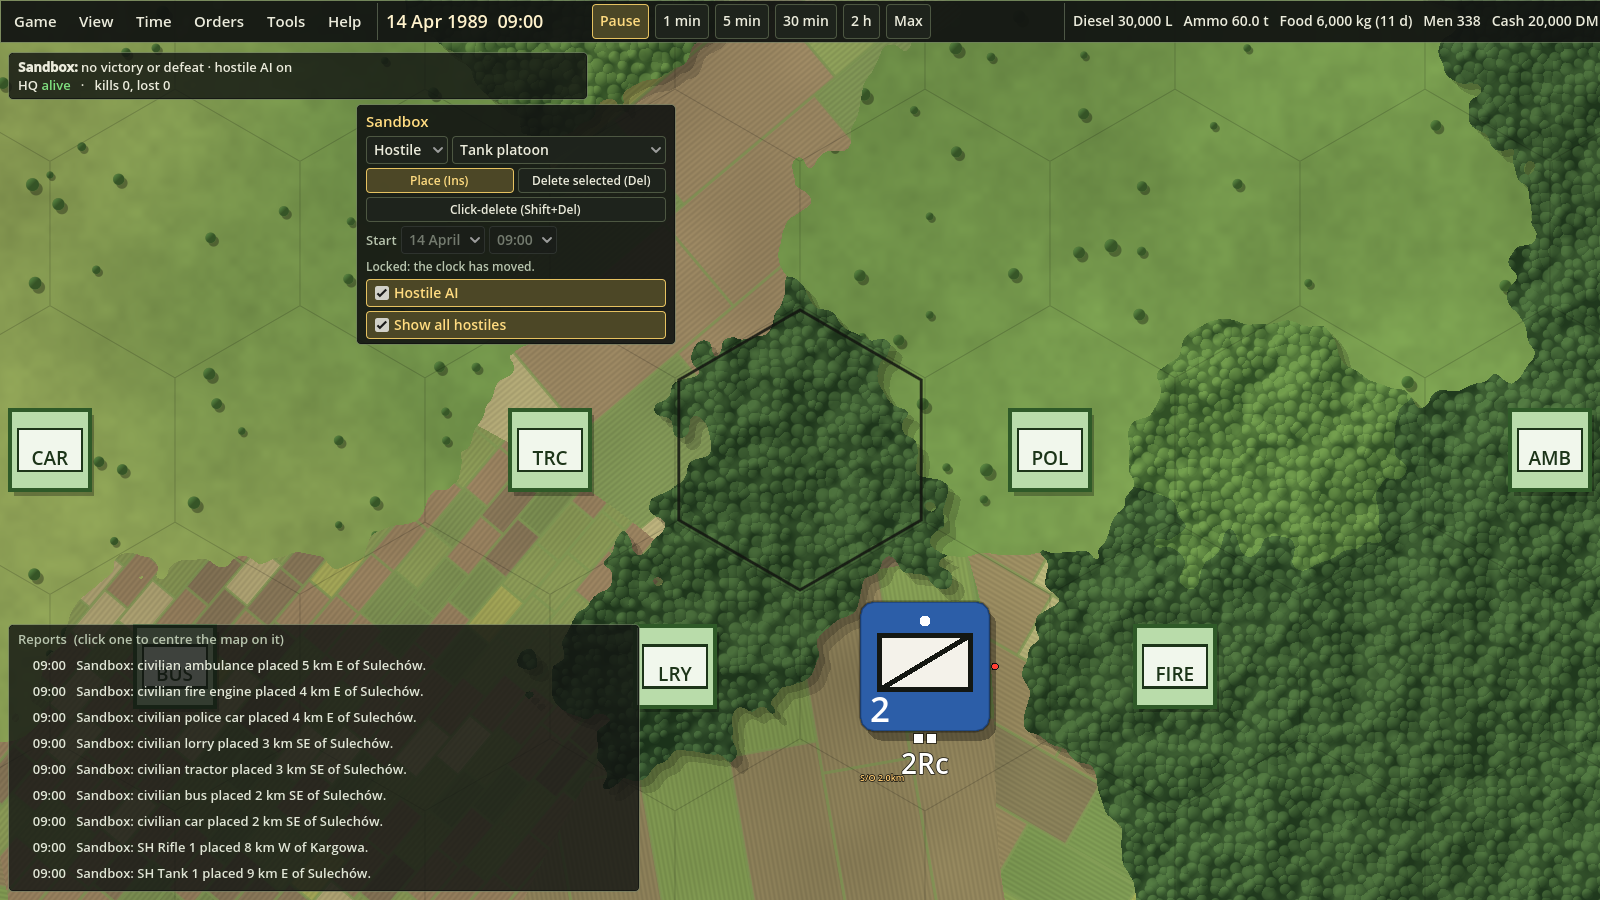 Game View Time Orders Tools Help 14 Apr 1989 09:00 Pause 1 min 5 min 30 min 2 h Max Diesel 30,000 L Ammo 60.0 t Food 6,000 kg (11 d) Men 338 Cash 20,000 DM
Sandbox: no victory or defeat · hostile AI on
HQ alive · kills 0, lost 0
Sandbox
Hostile Tank platoon
Place (Ins) Delete selected (Del)
Click-delete (Shift+Del)
Start 14 April 09:00
Locked: the clock has moved.
Hostile AI
Show all hostiles
CAR TRC POL AMB
BUS LRY FIRE
2
2Rc
S/O 2.0km
Reports (click one to centre the map on it)
09:00 Sandbox: civilian ambulance placed 5 km E of Sulechów.
09:00 Sandbox: civilian fire engine placed 4 km E of Sulechów.
09:00 Sandbox: civilian police car placed 4 km E of Sulechów.
09:00 Sandbox: civilian lorry placed 3 km SE of Sulechów.
09:00 Sandbox: civilian tractor placed 3 km SE of Sulechów.
09:00 Sandbox: civilian bus placed 2 km SE of Sulechów.
09:00 Sandbox: civilian car placed 2 km SE of Sulechów.
09:00 Sandbox: SH Rifle 1 placed 8 km W of Kargowa.
09:00 Sandbox: SH Tank 1 placed 9 km E of Sulechów.